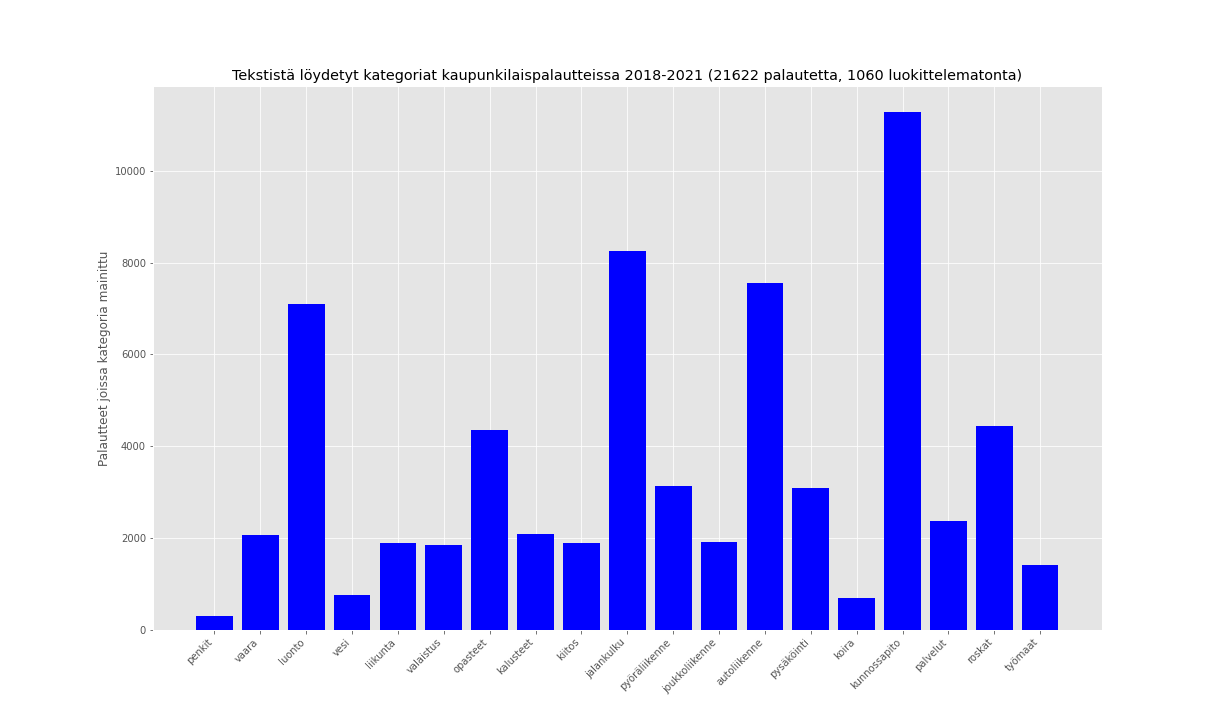 Tekstistä löydetyt kategoriat kaupunkilaispalautteissa 2018-2021 (21622 palautetta, 1060 luokittelematonta)
Palautteet joissa kategoria mainittu
10000
8000
6000
4000
2000
0
penkit
vaara
luonto
vesi
liikunta
valaistus
opasteet
kalusteet
kiitos
jalankulku
pyöräliikenne
joukkoliikenne
autoliikenne
pysäköinti
koira
kunnossapito
palvelut
roskat
työmaat